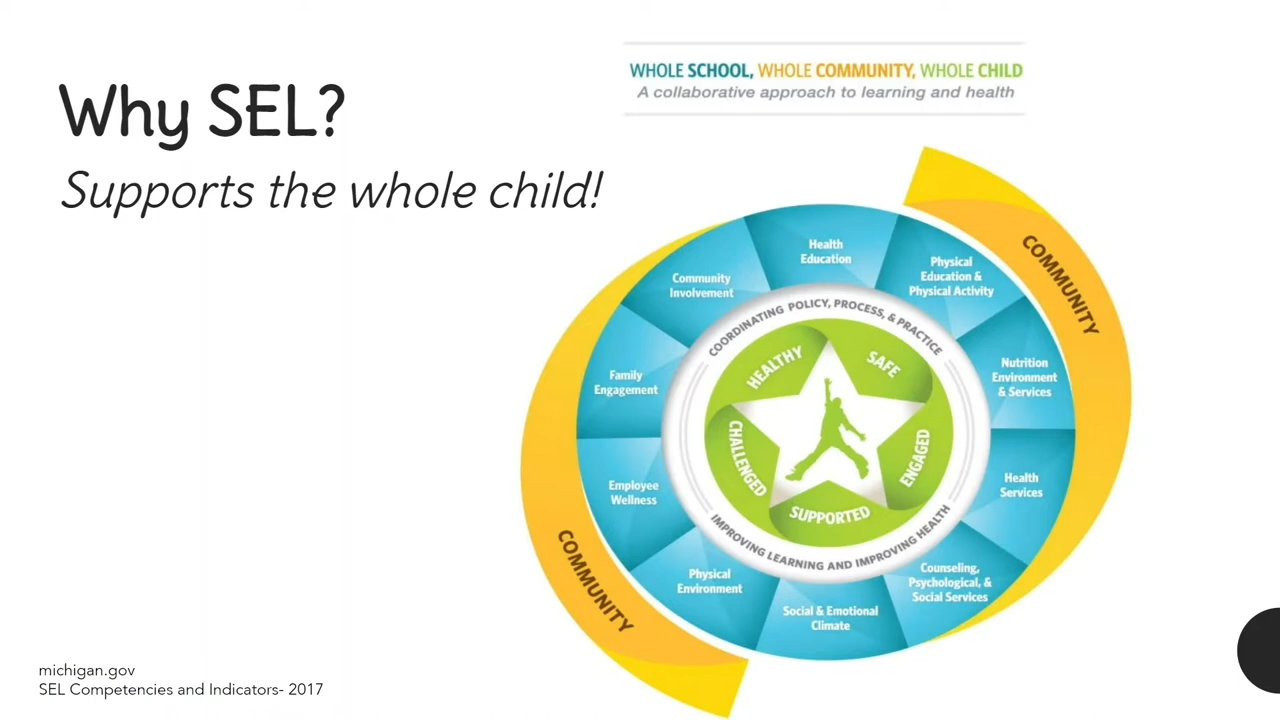 Why SEL?
Supports the whole child!
WHOLE SCHOOL, WHOLE COMMUNITY, WHOLE CHILD
A collaborative approach to learning and health
COMMUNITY
Health
Education
Physical
Education &
Physical Activity
Nutrition
Environment
& Services
Health
Services
Counseling,
Psychological, &
Social Services
Social & Emotional
Climate
Physical
Environment
Employee
Wellness
Family
Engagement
Community
Involvement
COORDINATING POLICY, PROCESS, & PRACTICE
IMPROVING LEARNING AND IMPROVING HEALTH
HEALTHY
SAFE
ENGAGED
SUPPORTED
CHALLENGED
COMMUNITY
michigan.gov
SEL Competencies and Indicators- 2017